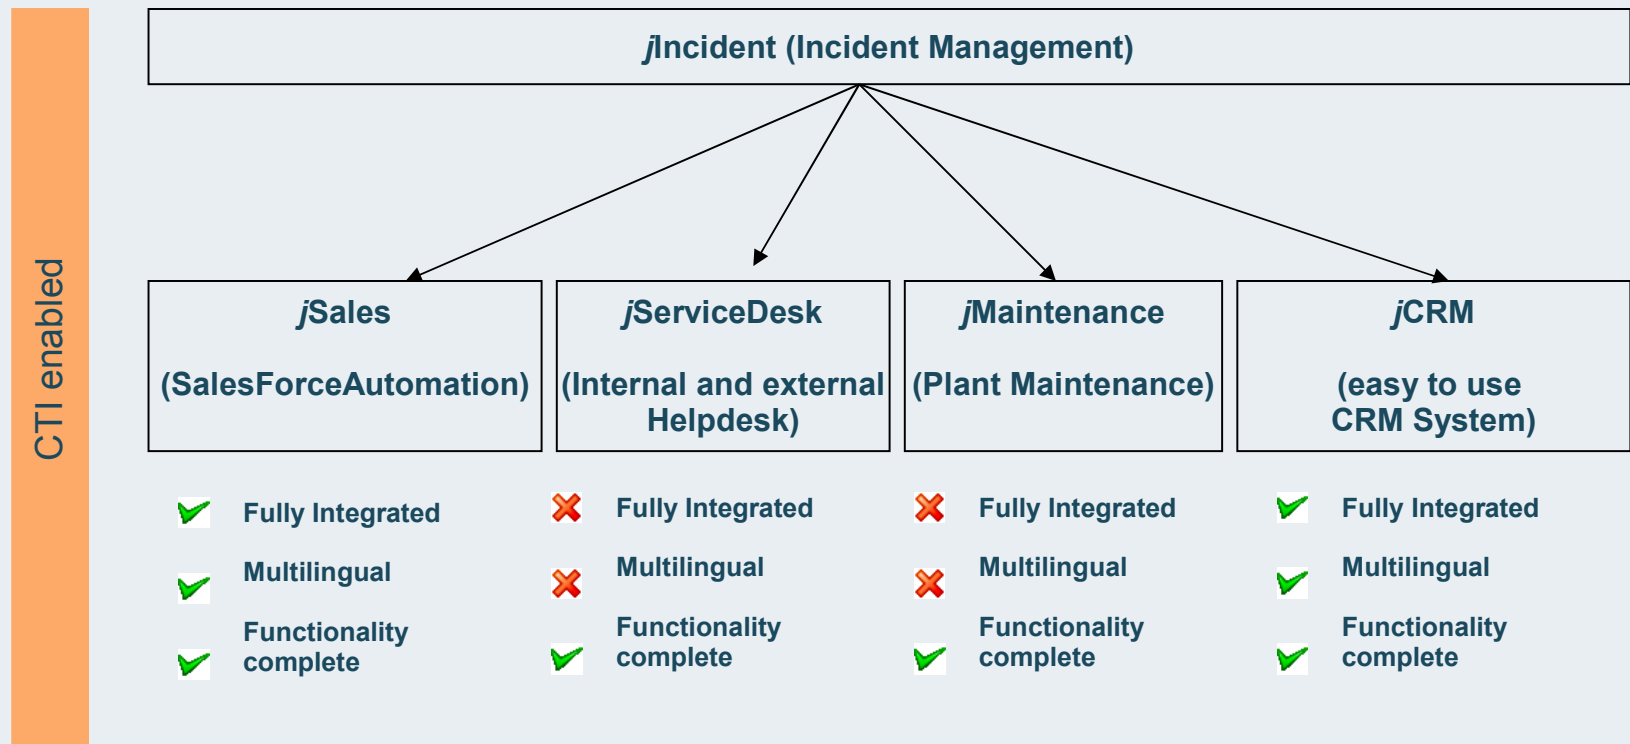 CTI enabled
jIncident (Incident Management)
jSales
(SalesForceAutomation)
jServiceDesk
(Internal and external
Helpdesk)
jMaintenance
(Plant Maintenance)
jCRM
(easy to use
CRM System)
Fully Integrated
Multilingual
Functionality
complete
Fully Integrated
Multilingual
Functionality
complete
Fully Integrated
Multilingual
Functionality
complete
Fully Integrated
Multilingual
Functionality
complete